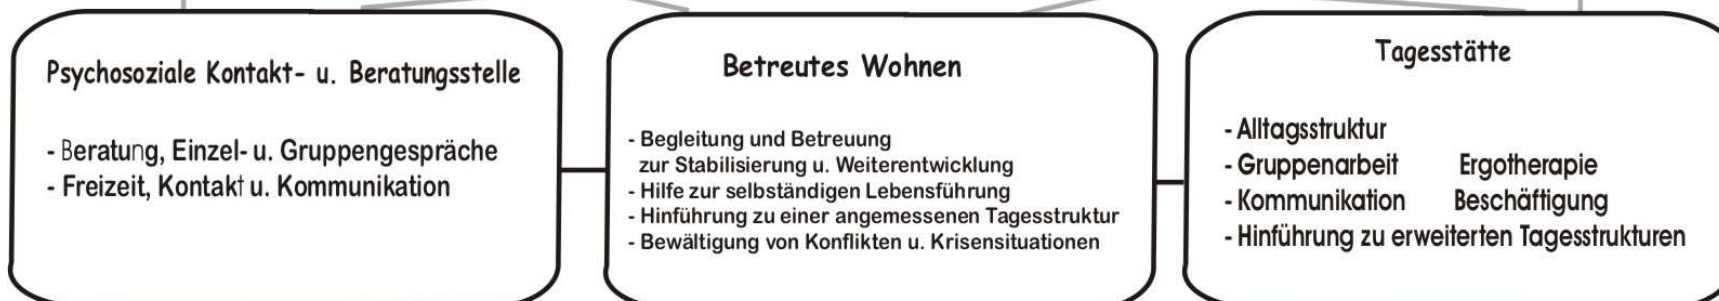 Psychosoziale Kontakt- u. Beratungsstelle
- Beratung, Einzel- u. Gruppengespräche
- Freizeit, Kontakt u. Kommunikation
Betreutes Wohnen
- Begleitung und Betreuung
zur Stabilisierung u. Weiterentwicklung
- Hilfe zur selbständigen Lebensführung
- Hinführung zu einer angemessenen Tagesstruktur
- Bewältigung von Konflikten u. Krisensituationen
Tagesstätte
- Alltagsstruktur
- Gruppenarbeit Ergotherapie
- Kommunikation Beschäftigung
- Hinführung zu erweiterten Tagesstrukturen